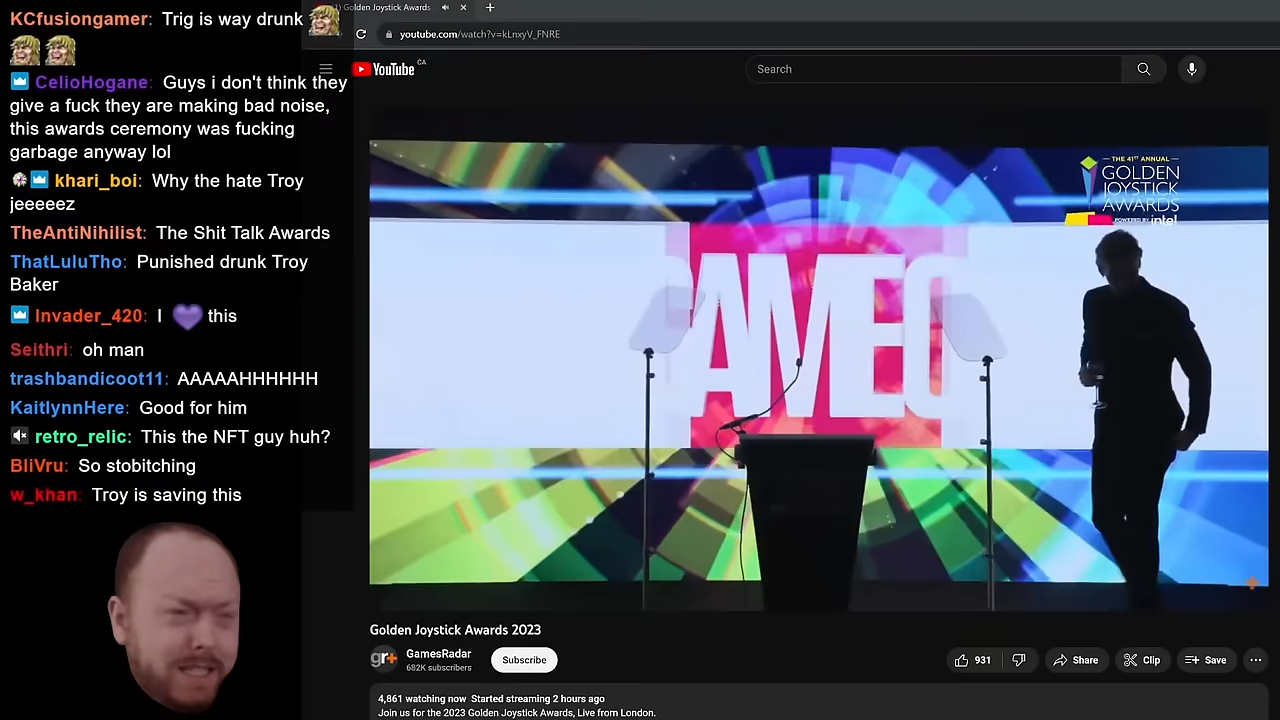 KCfusiongamer: Trig is way drunk
CelioHogane: Guys i don't think they
give a fuck they are making bad noise,
this awards ceremony was fucking
garbage anyway lol
khari_boi: Why the hate Troy
jeeeeez
TheAntiNihilist: The Shit Talk Awards
ThatLuluTho: Punished drunk Troy
Baker
Invader_420: I this
Seithri: oh man
trashbandicoot11: AAAAAHHHHHH
KaitlynnHere: Good for him
retro_relic: This the NFT guy huh?
BliVru: So stobitching
w_khan: Troy is saving this
) Golden Joystick Awards
youtube.com/watch?v=kLnxyV_FNRE
YouTube CA
Search
THE 41ST ANNUAL
GOLDEN
JOYSTICK
AWARDS
POWERED BY intel
Golden Joystick Awards 2023
gr+
GamesRadar
682K subscribers
Subscribe
931
Share
Clip
Save
4,861 watching now Started streaming 2 hours ago
Join us for the 2023 Golden Joystick Awards, Live from London.